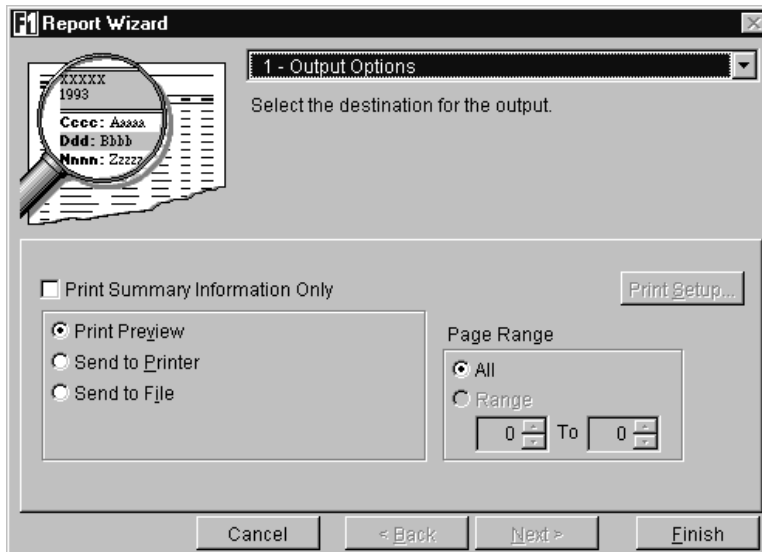 F1 Report Wizard
XXXXX
1993
Cccc: Aaaaa
Ddd: Bbbb
Nnnn: Zzzzz
1 - Output Options
Select the destination for the output.
Print Summary Information Only
Print Setup...
Print Preview
Send to Printer
Send to File
Page Range
All
Range
0 To 0
Cancel
< Back
Next >
Finish